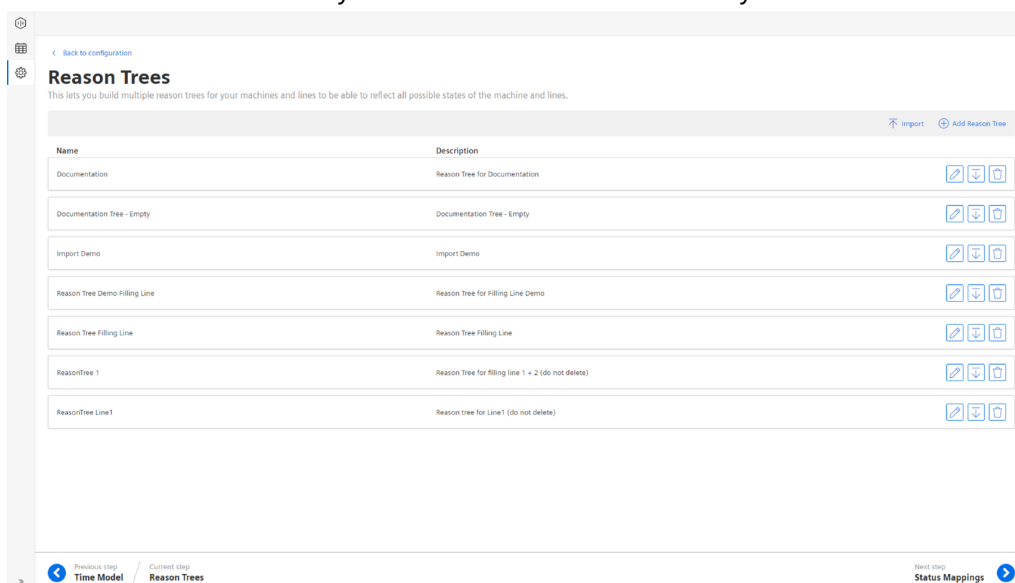 Back to configuration
Reason Trees
This lets you build multiple reason trees for your machines and lines to be able to reflect all possible states of the machine and lines.
Import Add Reason Tree
Name Description
Documentation Reason Tree for Documentation
Documentation Tree - Empty Documentation Tree - Empty
Import Demo Import Demo
Reason Tree Demo Filling Line Reason Tree for Filling Line Demo
Reason Tree Filling Line Reason Tree Filling Line
ReasonTree 1 Reason Tree for filling line 1 + 2 (do not delete)
ReasonTree Line1 Reason tree for Line1 (do not delete)
Previous step Current step Next step
Time Model Reason Trees Status Mappings